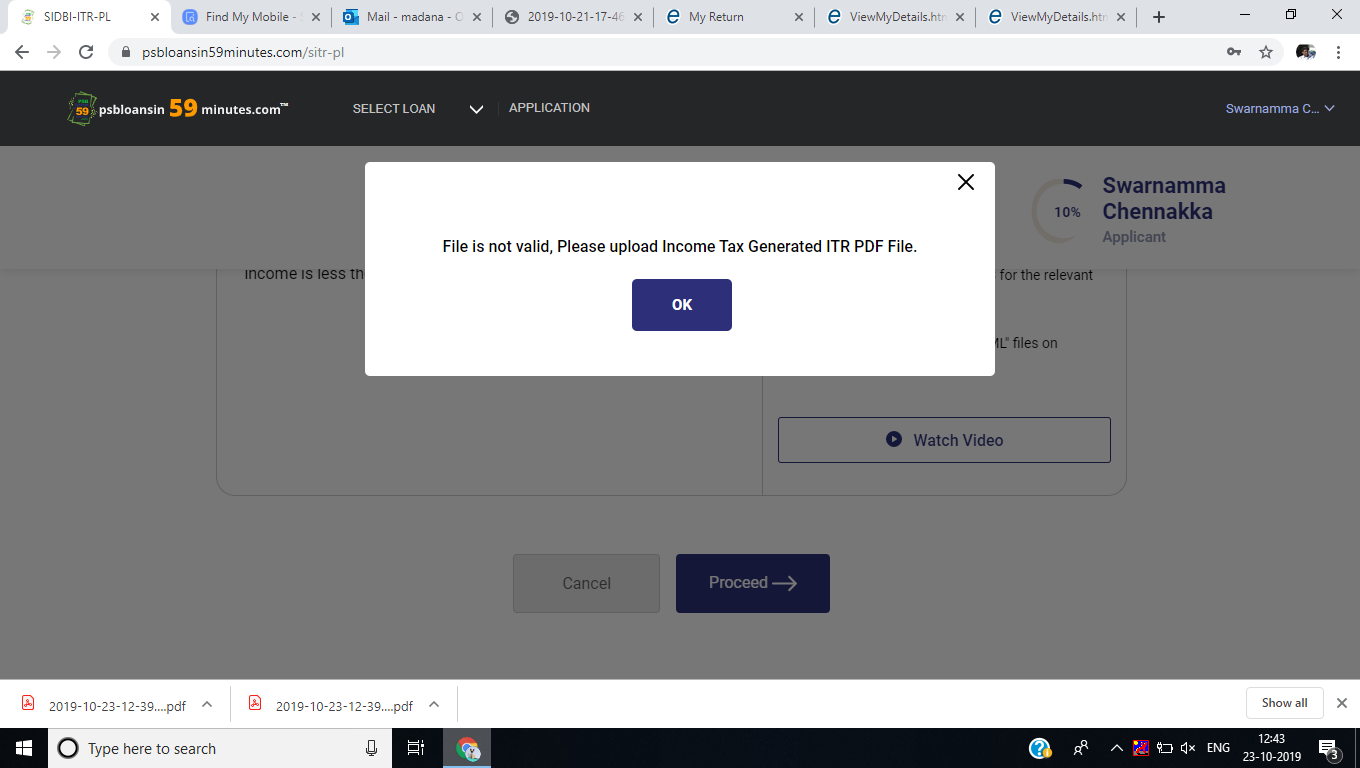 SIDBI-ITR-PL
Find My Mobile -
Mail - madana - O
2019-10-21-17-46
My Return
ViewMyDetails.htm
ViewMyDetails.htm
psbloansin59minutes.com/sitr-pl
psbloansin 59 minutes.com™
SELECT LOAN
APPLICATION
Swarnamma C...
10%
Swarnamma
Chennakka
Applicant
File is not valid, Please upload Income Tax Generated ITR PDF File.
OK
Income is less th
for the relevant
ML" files on
Watch Video
Cancel
Proceed
2019-10-23-12-39....pdf
2019-10-23-12-39....pdf
Show all
Type here to search
ENG
12:43
23-10-2019
3